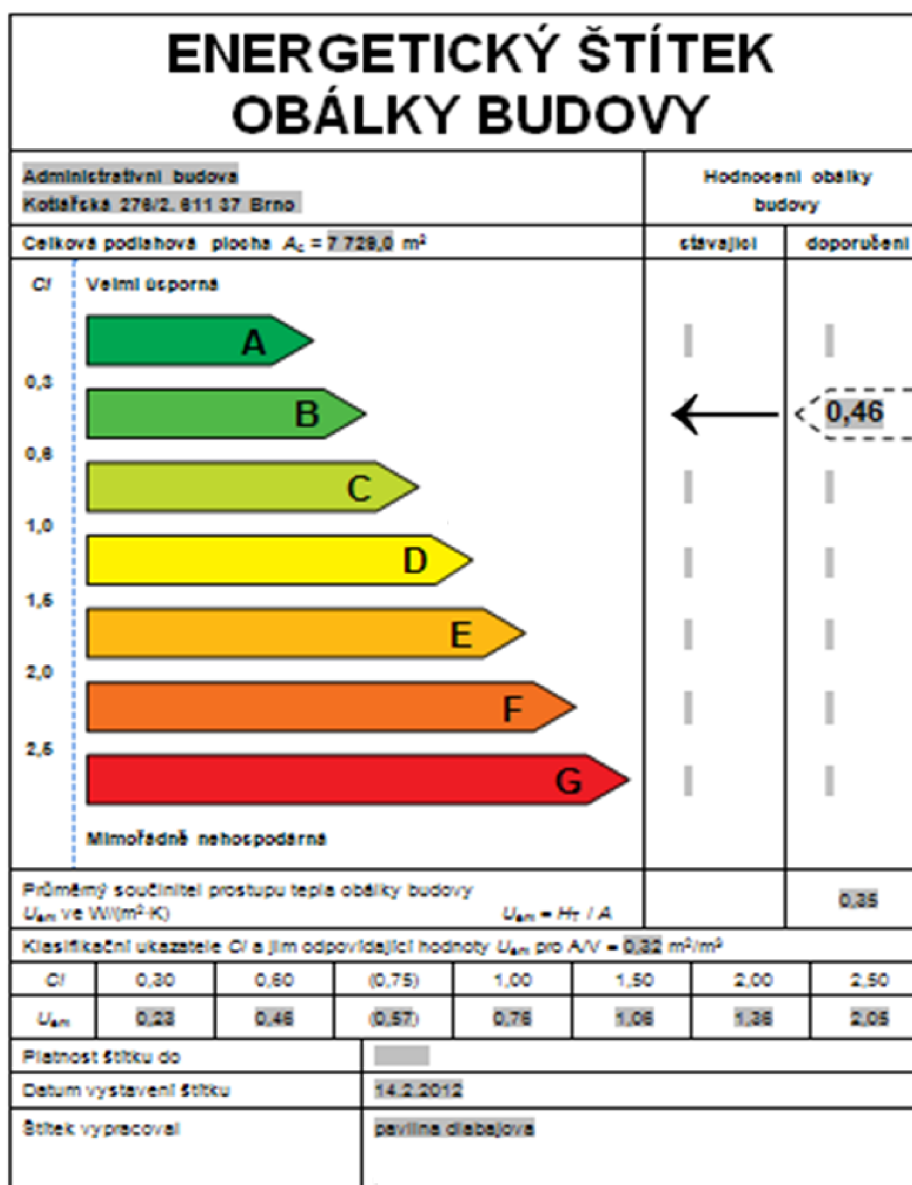 ENERGETICKÝ ŠTÍTEK
OBÁLKY BUDOVY
Administrativní budova
Kotlářská 276/2, 611 37 Brno
Hodnocení obálky
budovy
Celková podlahová plocha Ac = 7 729,0 m²
stávající
doporučení
CI
Velmi úsporná
A
0,3
B
0,46
0,6
C
1,0
D
1,5
E
2,0
F
2,5
G
Mimořádně nehospodárná
Průměrný součinitel prostupu tepla obálky budovy
Uem ve W/(m²·K) Uem = HT / A
0,35
Klasifikační ukazatele CI a jim odpovídající hodnoty Uem pro A/V = 0,32 m²/m³
CI 0,30 0,60 (0,75) 1,00 1,50 2,00 2,50
Uem 0,23 0,46 (0,57) 0,76 1,06 1,36 2,05
Platnost štítku do
Datum vystavení štítku 14.2.2012
Štítek vypracoval pavlína dlabajová